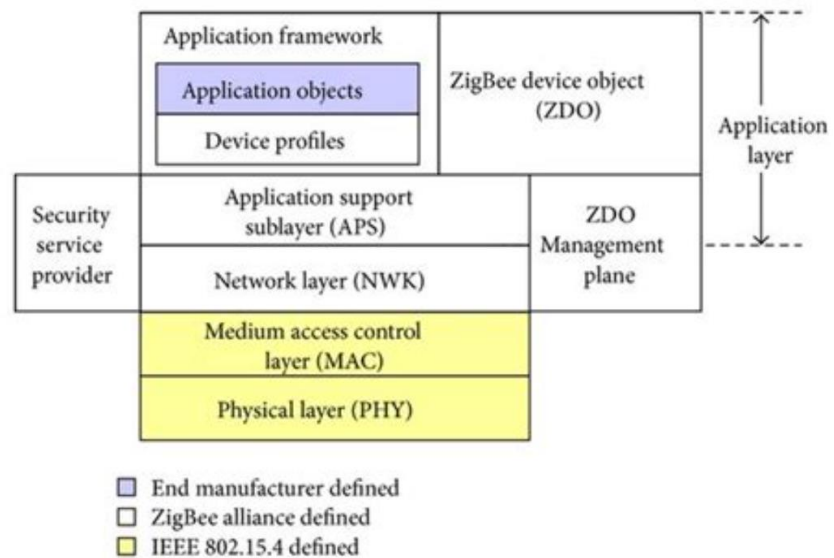 Application framework
Application objects
Device profiles
ZigBee device object
(ZDO)
Application
layer
Security
service
provider
Application support
sublayer (APS)
Network layer (NWK)
ZDO
Management
plane
Medium access control
layer (MAC)
Physical layer (PHY)
End manufacturer defined
ZigBee alliance defined
IEEE 802.15.4 defined